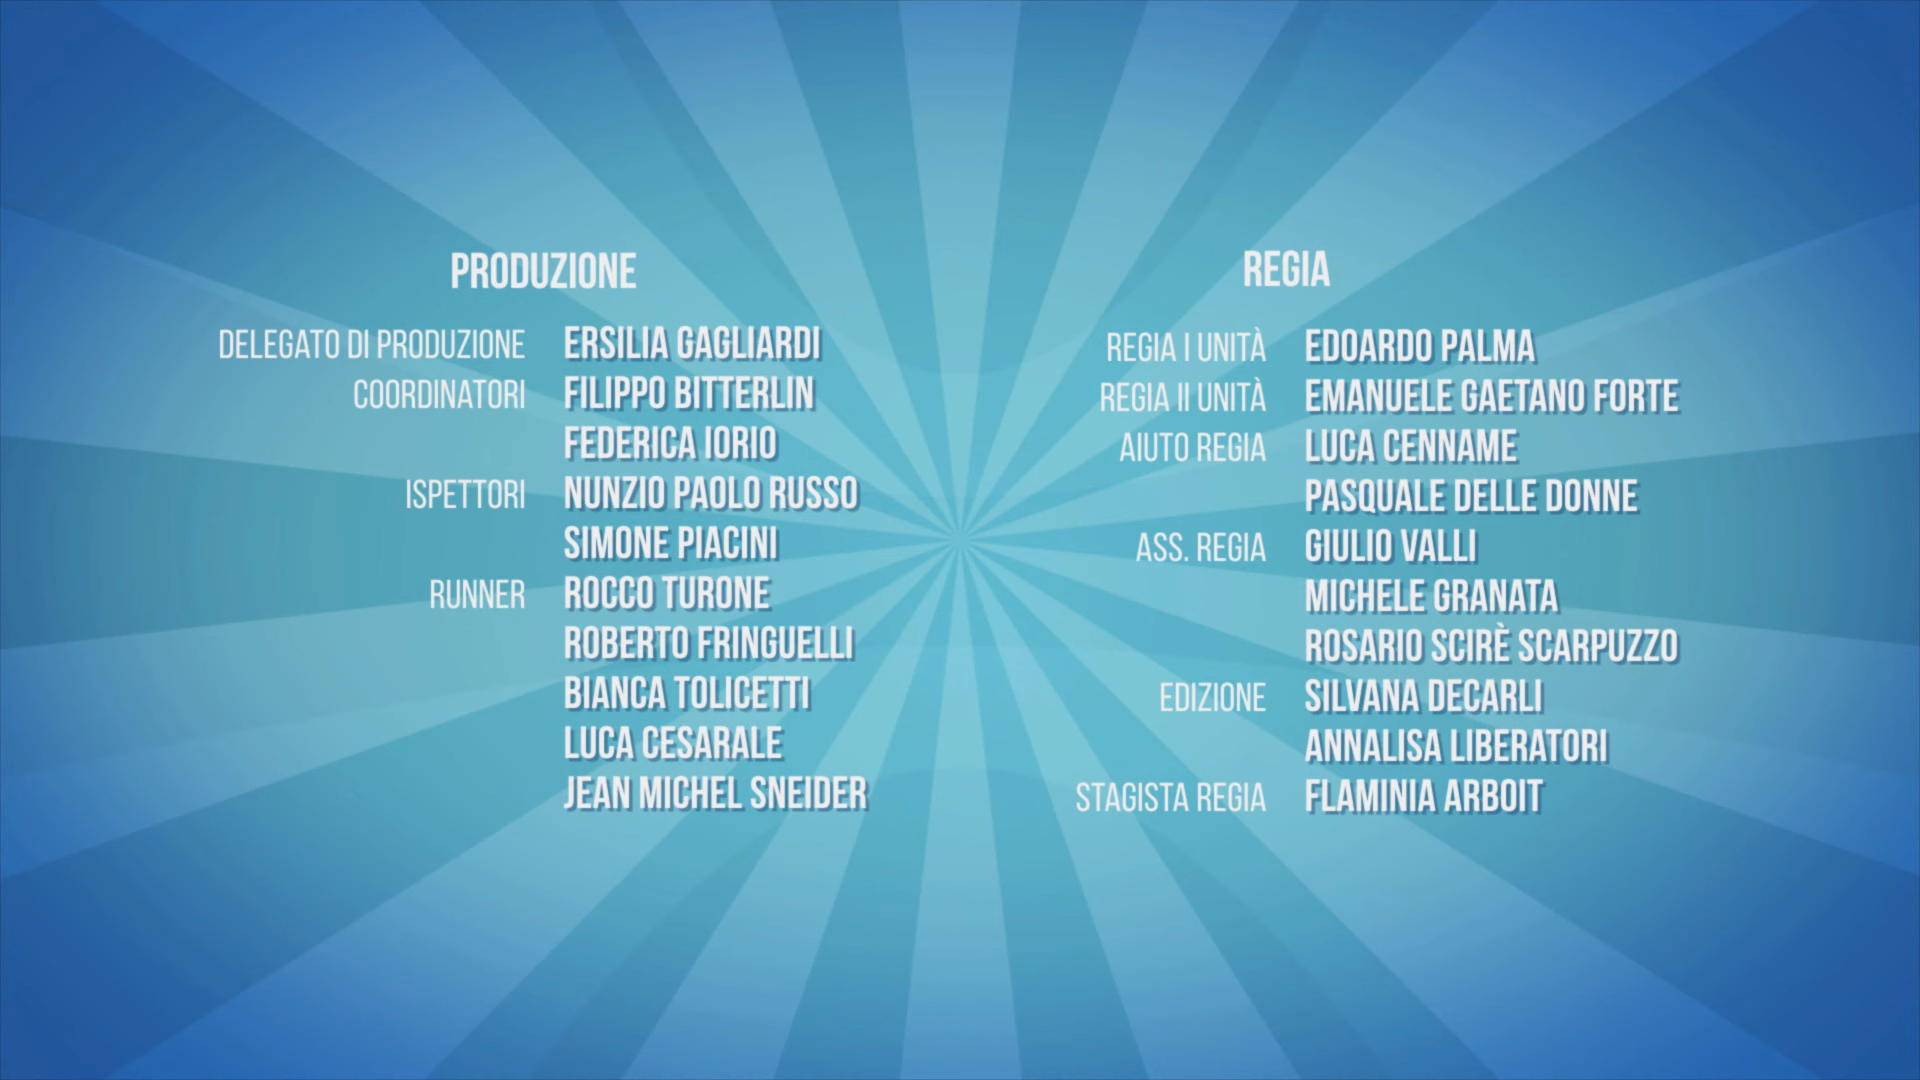 PRODUZIONE
DELEGATO DI PRODUZIONE ERSILIA GAGLIARDI
COORDINATORI FILIPPO BITTERLIN
FEDERICA IORIO
ISPETTORI NUNZIO PAOLO RUSSO
SIMONE PIACINI
RUNNER ROCCO TURONE
ROBERTO FRINGUELLI
BIANCA TOLICETTI
LUCA CESARALE
JEAN MICHEL SNEIDER
REGIA
REGIA I UNITÀ EDOARDO PALMA
REGIA II UNITÀ EMANUELE GAETANO FORTE
AIUTO REGIA LUCA CENNAME
PASQUALE DELLE DONNE
ASS. REGIA GIULIO VALLI
MICHELE GRANATA
ROSARIO SCIRÈ SCARPUZZO
EDIZIONE SILVANA DECARLI
ANNALISA LIBERATORI
STAGISTA REGIA FLAMINIA ARBOIT